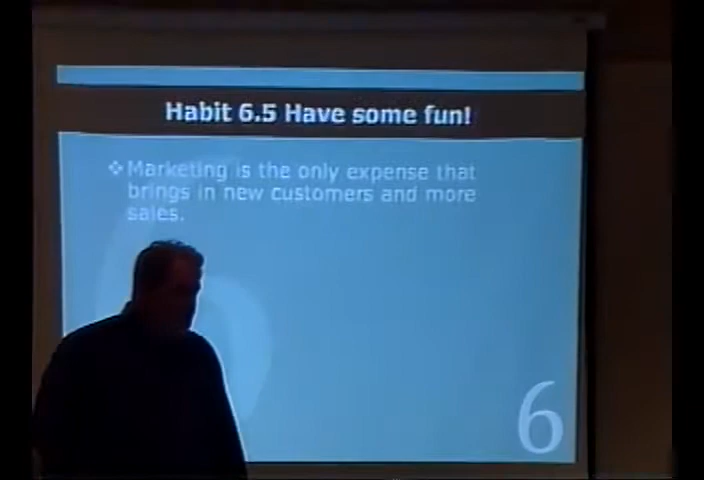 Habit 6.5 Have some fun!
❖Marketing is the only expense that
brings in new customers and more
sales.
6